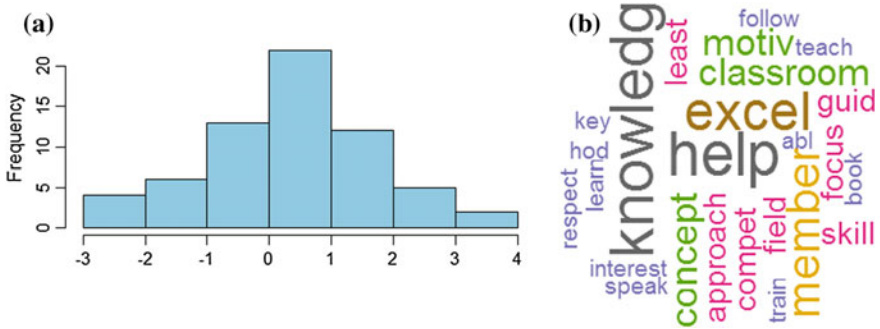 (a)
Frequency
20
15
10
5
0
-3 -2 -1 0 1 2 3 4
(b)
follow
least
motiv teach
classroom
knowledg
excel guid
key
help abl
focus
hod
learn
book
respect
member
concept
approach
compet
field
skill
interest
speak
train